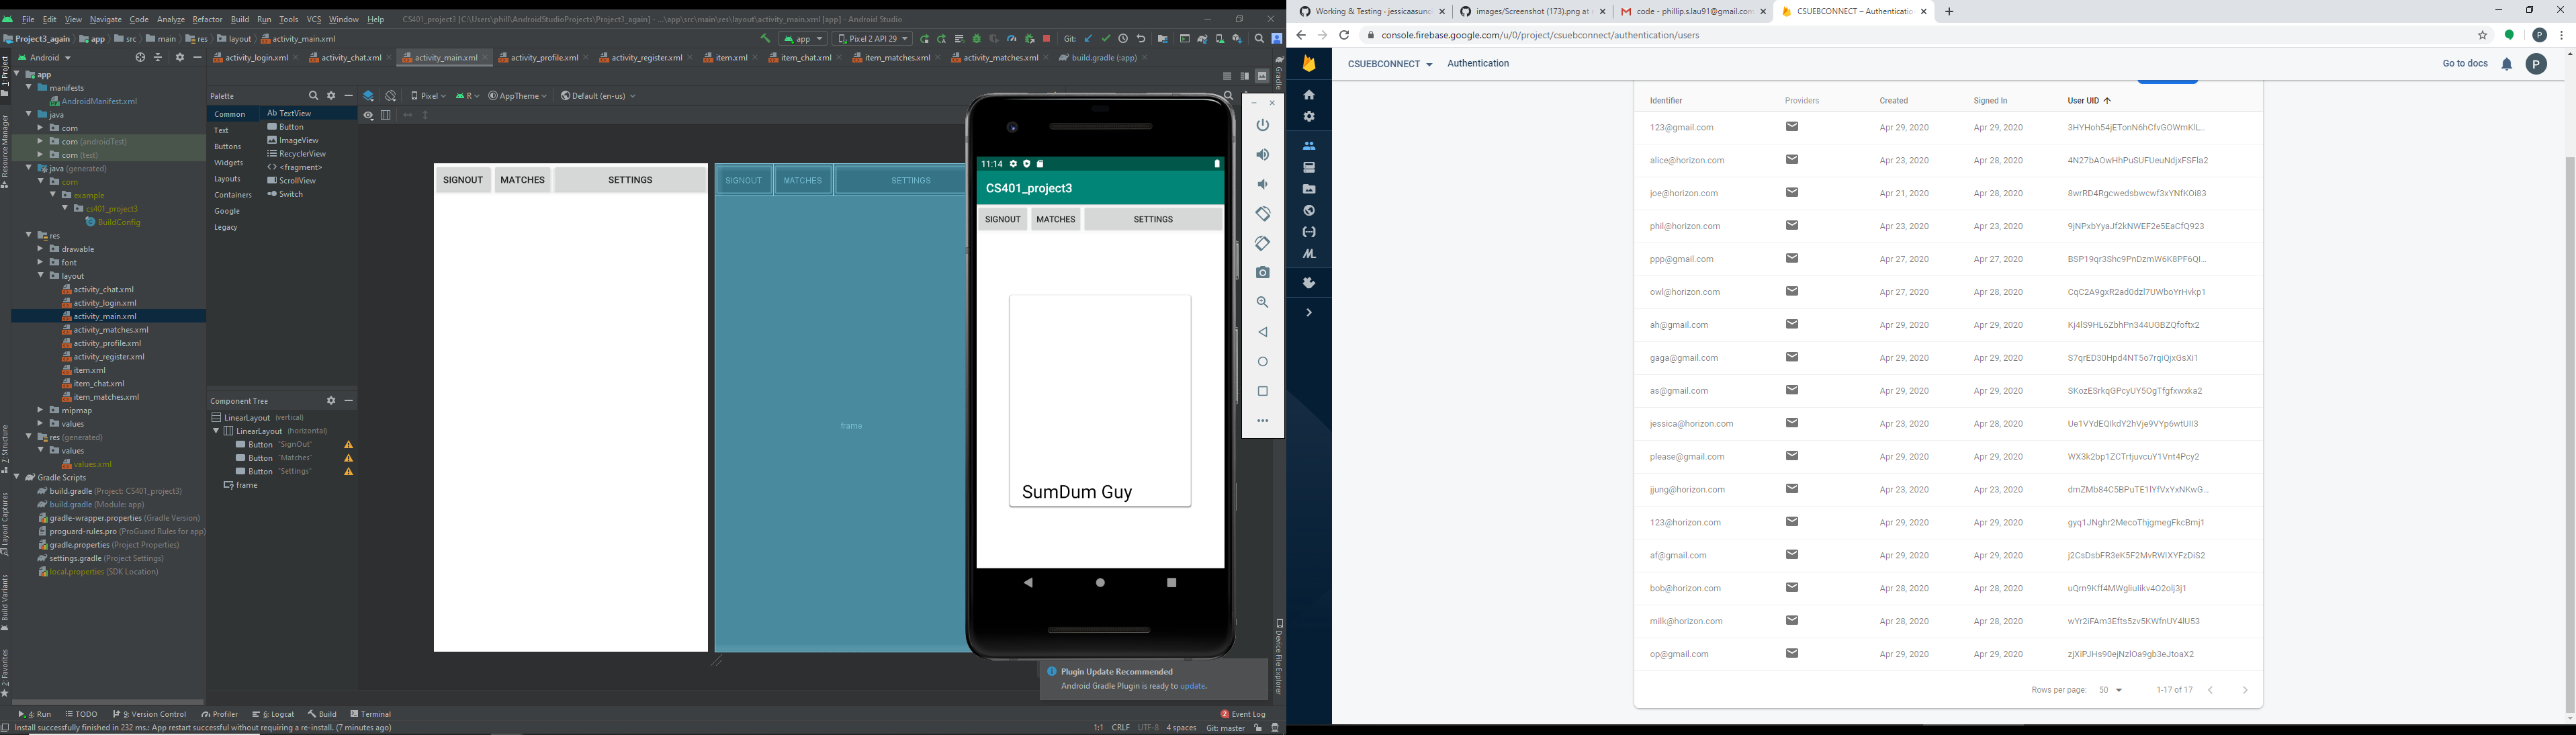 File Edit View Navigate Code Analyze Refactor Build Run Tools VCS Window Help CS401_project3 [C:\Users\phill\AndroidStudioProjects\Project3_again] - ...\app\src\main\res\layout\activity_main.xml [app] - Android Studio
Project3_again app src main res layout activity_main.xml
app Pixel 2 API 29 Git:
Android
activity_login.xml activity_chat.xml activity_main.xml activity_profile.xml activity_register.xml item.xml item_chat.xml item_matches.xml activity_matches.xml build.gradle (:app)
1: Project
Resource Manager
Z: Structure
Layout Captures
Build Variants
2: Favorites
app
manifests
AndroidManifest.xml
java
com
com (androidTest)
com (test)
java (generated)
com
example
cs401_project3
BuildConfig
res
drawable
font
layout
activity_chat.xml
activity_login.xml
activity_main.xml
activity_matches.xml
activity_profile.xml
activity_register.xml
item.xml
item_chat.xml
item_matches.xml
mipmap
values
res (generated)
values
values.xml
Gradle Scripts
build.gradle (Project: CS401_project3)
build.gradle (Module: app)
gradle-wrapper.properties (Gradle Version)
proguard-rules.pro (ProGuard Rules for app)
gradle.properties (Project Properties)
settings.gradle (Project Settings)
local.properties (SDK Location)
Palette
Common
Text
Buttons
Widgets
Layouts
Containers
Google
Legacy
Ab TextView
Button
ImageView
RecyclerView
<fragment>
ScrollView
Switch
Component Tree
LinearLayout (vertical)
LinearLayout (horizontal)
Button "SignOut"
Button "Matches"
Button "Settings"
frame
Pixel R AppTheme Default (en-us)
SIGNOUT MATCHES SETTINGS
SIGNOUT MATCHES SETTINGS
frame
11:14
CS401_project3
SIGNOUT MATCHES SETTINGS
SumDum Guy
Gradle
Device File Explorer
Plugin Update Recommended
Android Gradle Plugin is ready to update.
4: Run TODO 9: Version Control Profiler 6: Logcat Build Terminal 2 Event Log
Install successfully finished in 232 ms.: App restart successful without requiring a re-install. (7 minutes ago) 1:1 CRLF UTF-8 4 spaces Git: master
Working & Testing - jessicaasunc images/Screenshot (173).png at code - phillip.s.lau91@gmail.com CSUEBCONNECT – Authentication
console.firebase.google.com/u/0/project/csuebconnect/authentication/users P
CSUEBCONNECT Authentication Go to docs P
Identifier Providers Created Signed In User UID
123@gmail.com Apr 29, 2020 Apr 29, 2020 3HYHoh54jETonN6hCfvGOWmKlL...
alice@horizon.com Apr 23, 2020 Apr 28, 2020 4N27bAOwHhPuSUFUeuNdjxFSFla2
joe@horizon.com Apr 21, 2020 Apr 28, 2020 8wrRD4Rgcwedsbwcwf3xYNfKOi83
phil@horizon.com Apr 23, 2020 Apr 23, 2020 9jNPxbYyaJf2kNWEF2e5EaCfQ923
ppp@gmail.com Apr 27, 2020 Apr 27, 2020 BSP19qr3Shc9PnDzmW6K8PF6QI...
owl@horizon.com Apr 27, 2020 Apr 28, 2020 CqC2A9gxR2ad0dzl7UWboYrHvkp1
ah@gmail.com Apr 29, 2020 Apr 29, 2020 Kj4lS9HL6ZbhPn344UGBZQfoftx2
gaga@gmail.com Apr 29, 2020 Apr 29, 2020 S7qrED30Hpd4NT5o7rqiQjxGsXi1
as@gmail.com Apr 29, 2020 Apr 29, 2020 SKozESrkqGPcyUY5OgTfgfxwxka2
jessica@horizon.com Apr 23, 2020 Apr 28, 2020 Ue1VYdEQIkdY2hVje9VYp6wtUII3
please@gmail.com Apr 29, 2020 Apr 29, 2020 WX3k2bp1ZCTrtjuvcuY1Vnt4Pcy2
jjung@horizon.com Apr 23, 2020 Apr 23, 2020 dmZMb84C5BPuTE1lYfVxYxNKwG...
123@horizon.com Apr 29, 2020 Apr 29, 2020 gyq1JNghr2MecoThjgmegFkcBmj1
af@gmail.com Apr 29, 2020 Apr 29, 2020 j2CsDsbFR3eK5F2MvRWIXYFzDiS2
bob@horizon.com Apr 28, 2020 Apr 28, 2020 uQrn9Kff4MWgliuIikv4O2olj3j1
milk@horizon.com Apr 28, 2020 Apr 28, 2020 wYr2iFAm3Efts5zv5KWfnUY4lU53
op@gmail.com Apr 29, 2020 Apr 29, 2020 zjXiPJHs90ejNzlOa9gb3eJtoaX2
Rows per page: 50 1-17 of 17